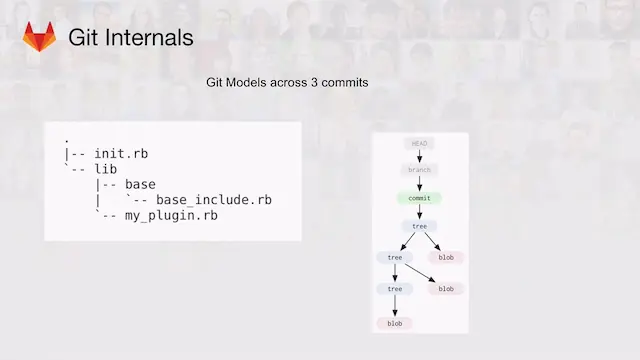 Git Internals
Git Models across 3 commits
.
|-- init.rb
`-- lib
    |-- base
    |   `-- base_include.rb
    `-- my_plugin.rb
HEAD
branch
commit
tree
tree
blob
tree
blob
blob